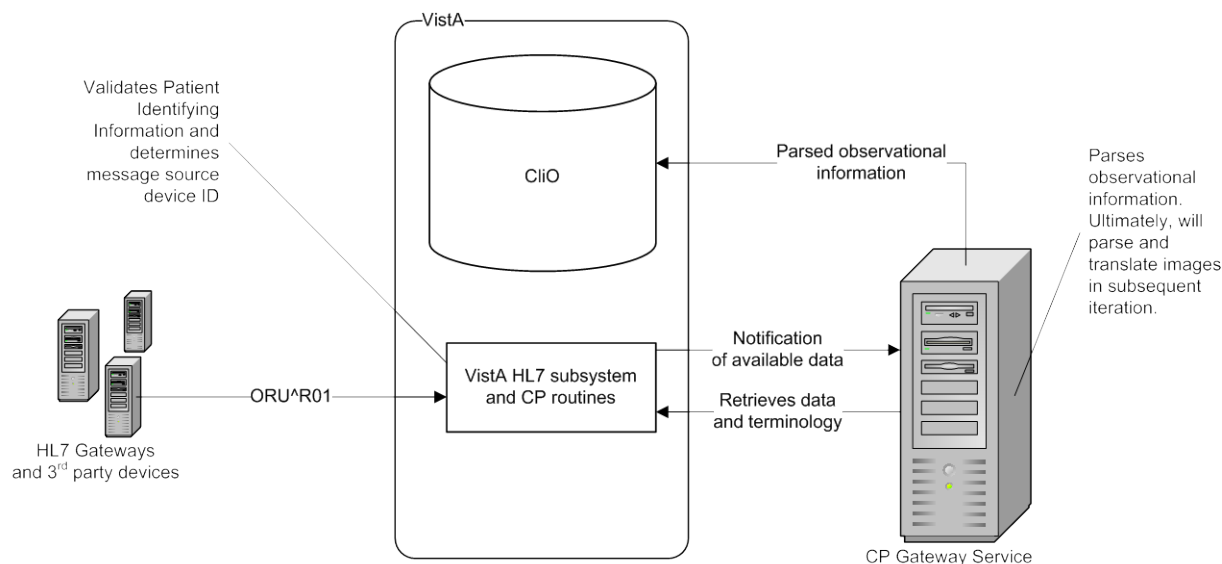 VistA
Validates Patient
Identifying
Information and
determines
message source
device ID
CliO
Parsed observational
information
Parses
observational
information.
Ultimately, will
parse and
translate images
in subsequent
iteration.
HL7 Gateways
and 3rd party devices
ORU^R01
VistA HL7 subsystem
and CP routines
Notification
of available data
Retrieves data
and terminology
CP Gateway Service